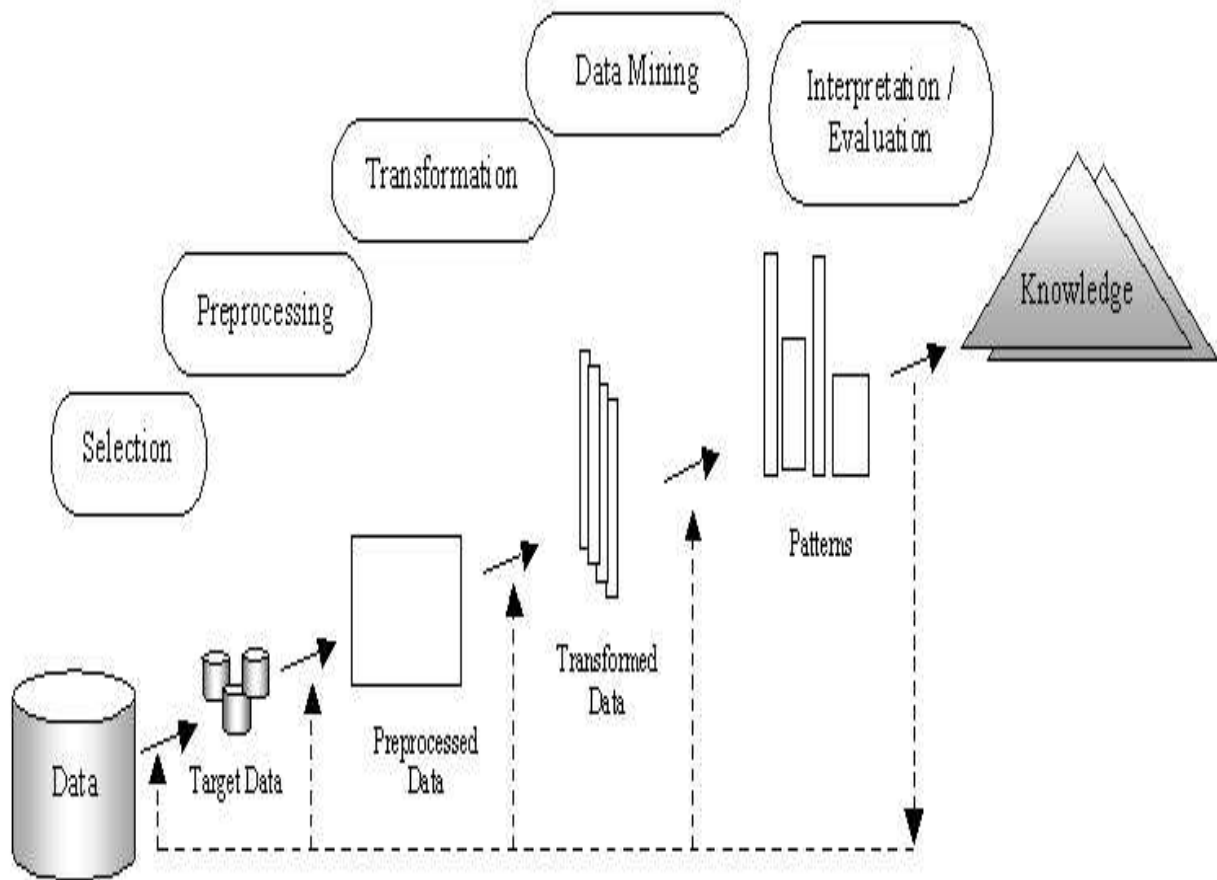 Data Mining
Interpretation /
Evaluation
Transformation
Preprocessing
Knowledge
Selection
Patterns
Transformed
Data
Preprocessed
Data
Target Data
Data